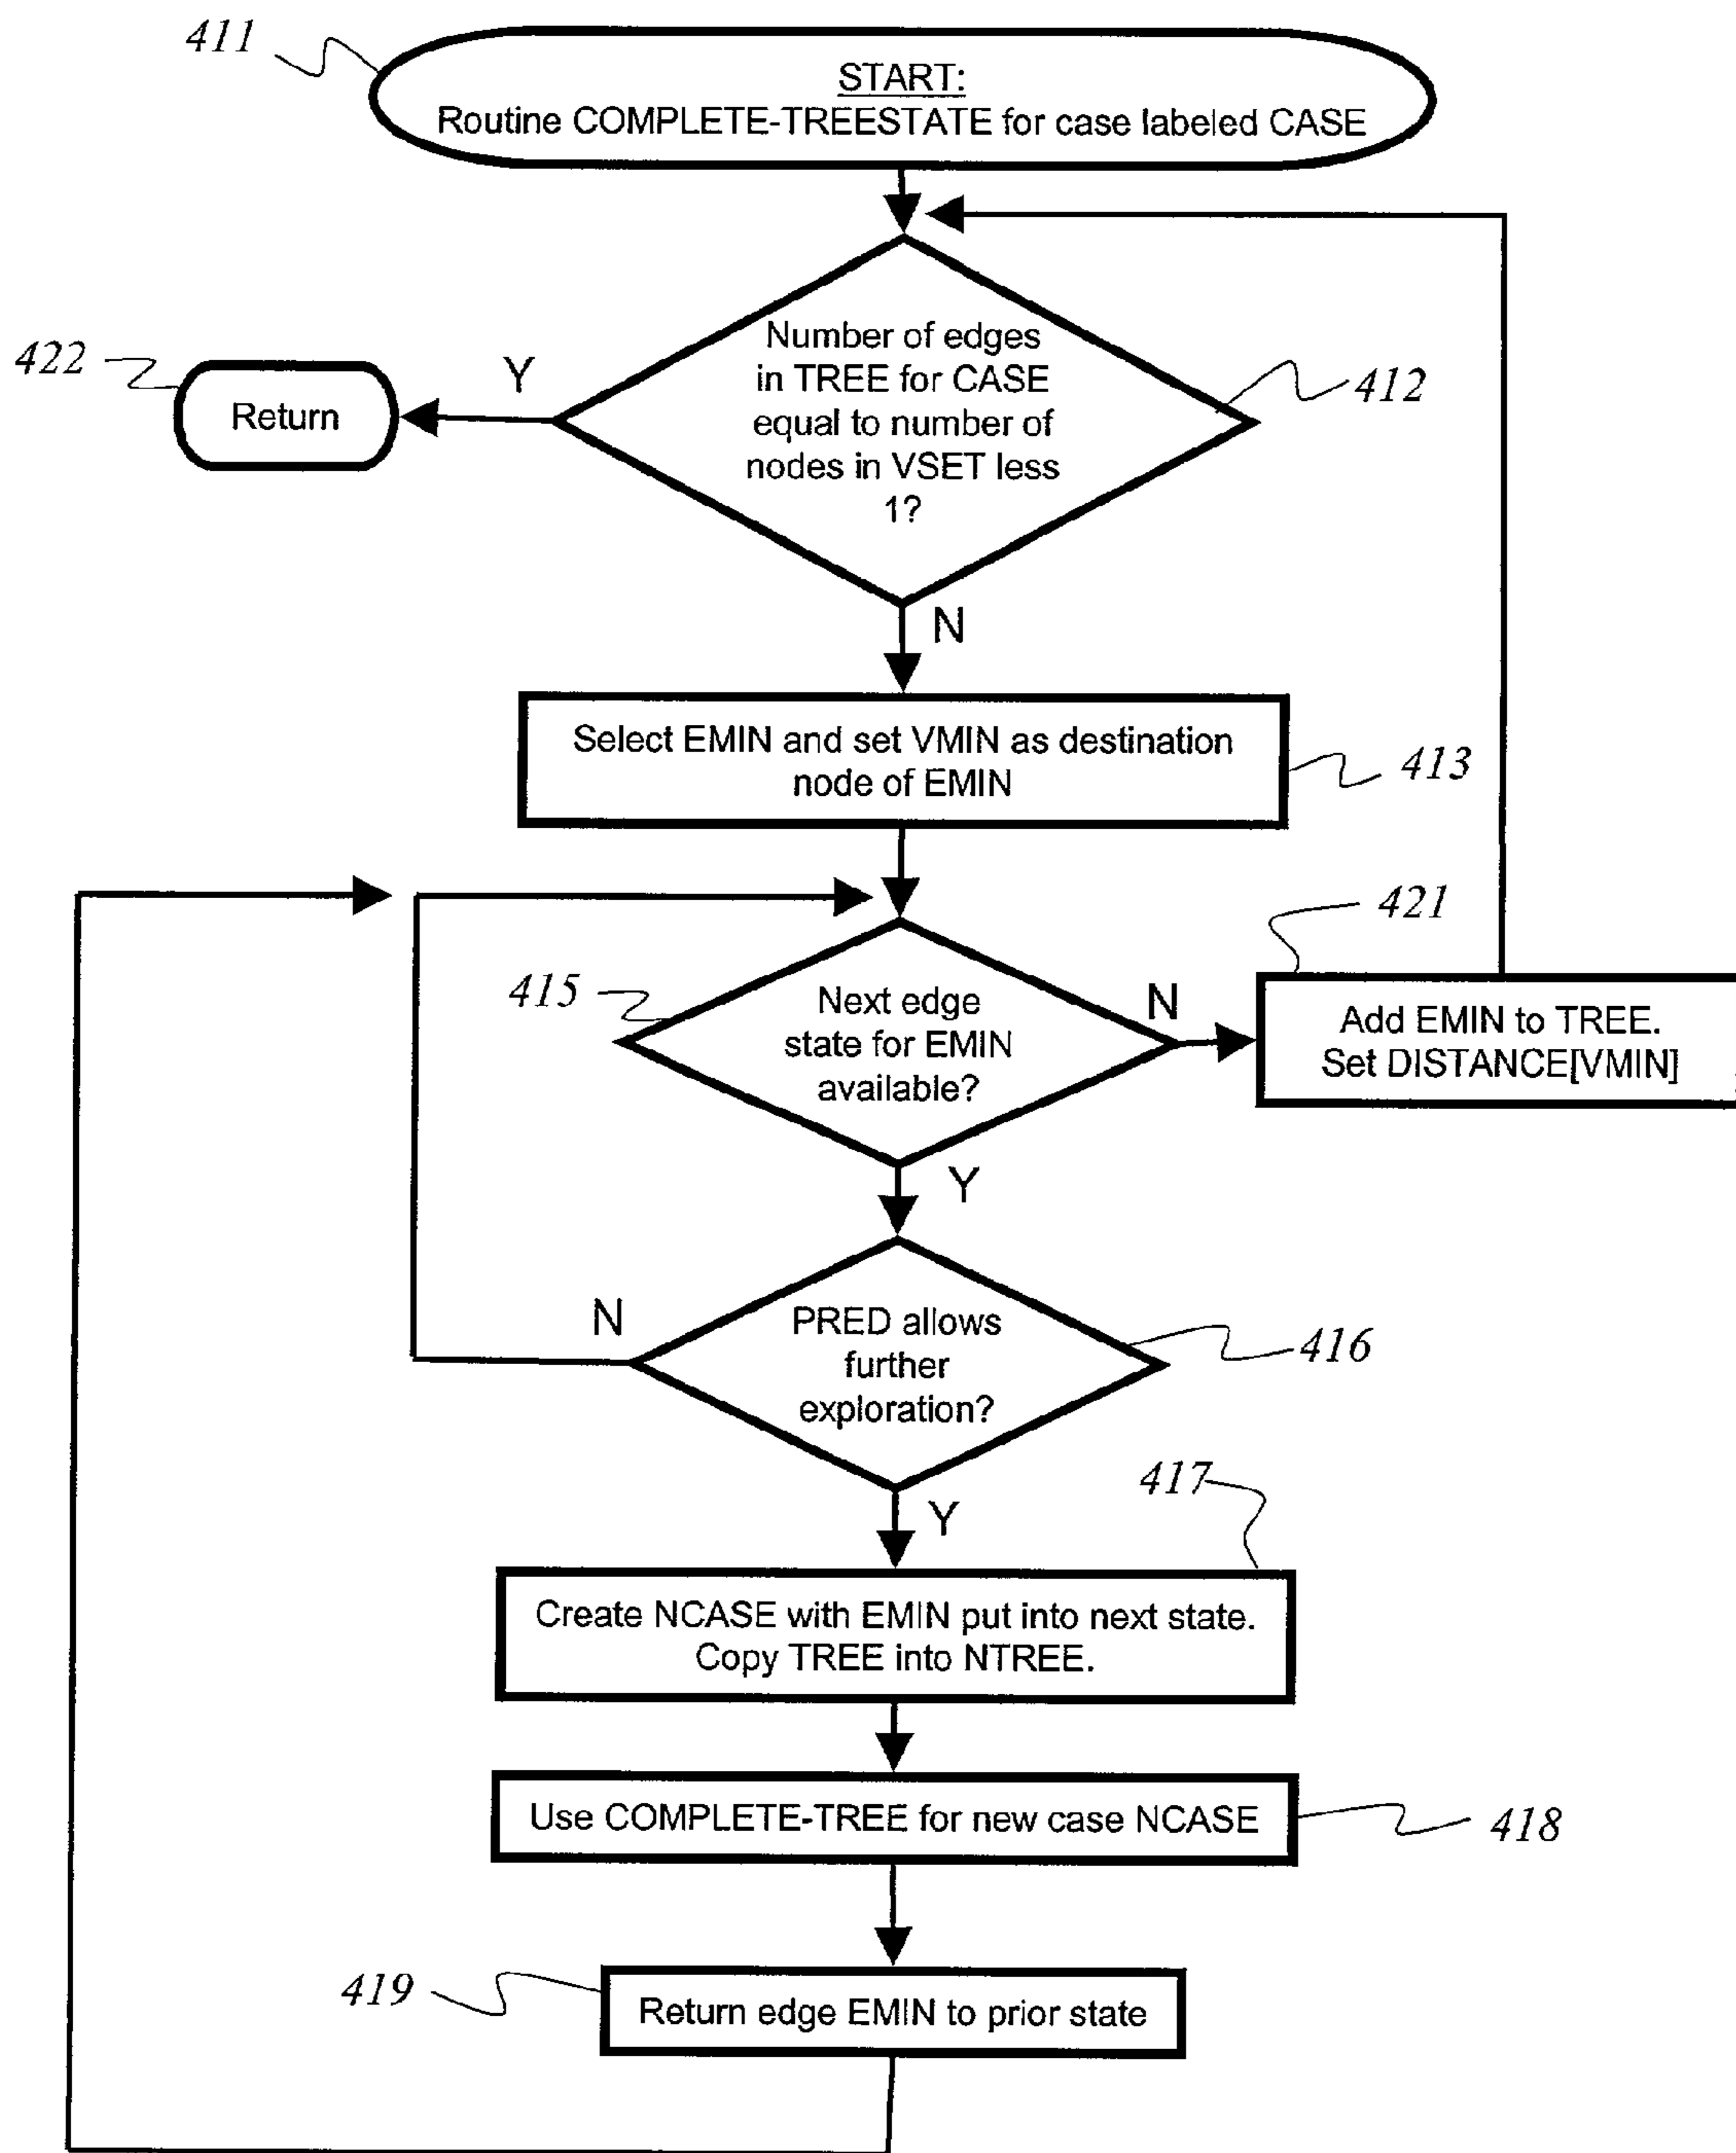 411
START:
Routine COMPLETE-TREESTATE for case labeled CASE
Number of edges
in TREE for CASE
equal to number of
nodes in VSET less
1?
412
Y
422
Return
N
Select EMIN and set VMIN as destination
node of EMIN
413
415
Next edge
state for EMIN
available?
N
421
Add EMIN to TREE.
Set DISTANCE[VMIN]
Y
PRED allows
further
exploration?
416
N
Y
417
Create NCASE with EMIN put into next state.
Copy TREE into NTREE.
Use COMPLETE-TREE for new case NCASE
418
419
Return edge EMIN to prior state